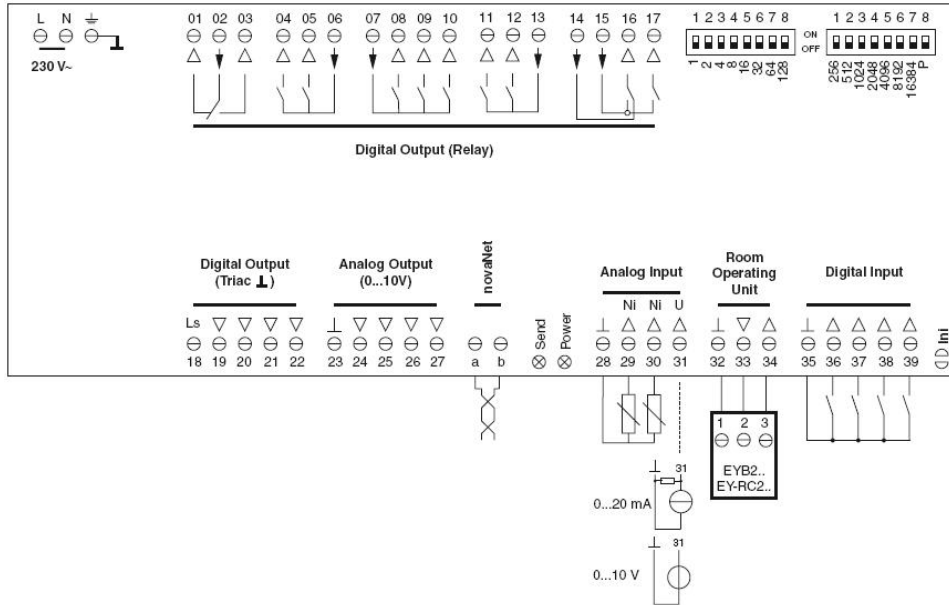 L N
230 V~
01 02 03 04 05 06 07 08 09 10 11 12 13 14 15 16 17
1 2 3 4 5 6 7 8
ON
OFF
1 2 4 8 16 32 64 128
1 2 3 4 5 6 7 8
256 512 1024 2048 4096 8192 16384 P
Digital Output (Relay)
Digital Output
(Triac )
Ls
18 19 20 21 22
Analog Output
(0...10V)
23 24 25 26 27
novaNet
a b
Send
Power
Analog Input
Ni Ni U
28 29 30 31
Room
Operating
Unit
32 33 34
Digital Input
35 36 37 38 39
Ini
1 2 3
EYB2..
EY-RC2..
31
0...20 mA
31
0...10 V